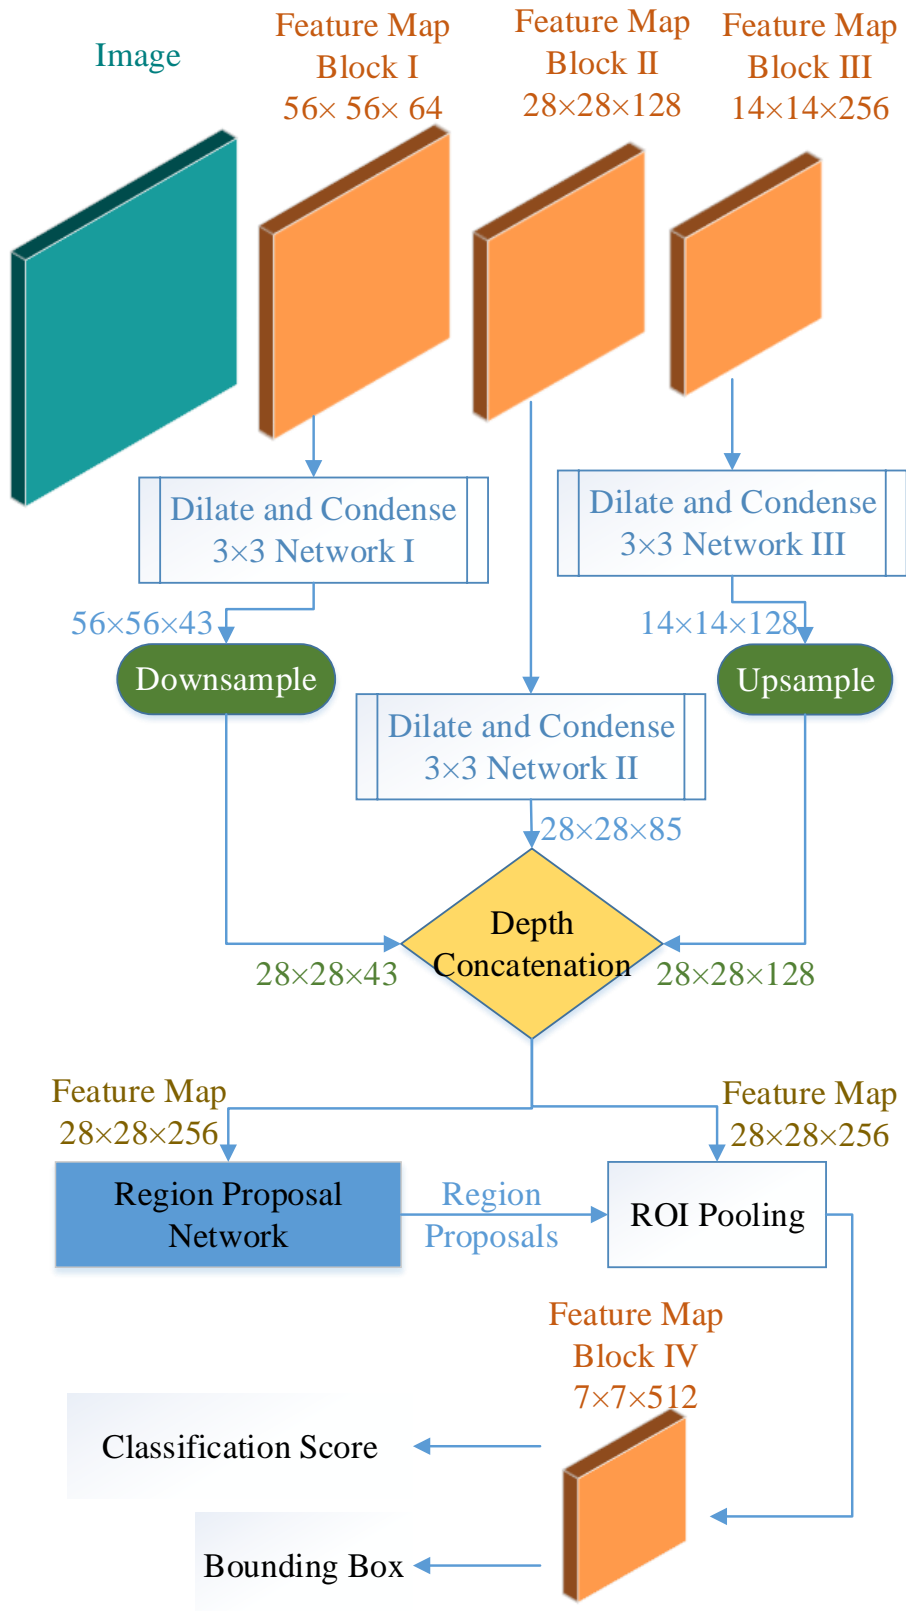 Image
Feature Map
Block I
56× 56× 64
Feature Map
Block II
28×28×128
Feature Map
Block III
14×14×256
Dilate and Condense
3×3 Network I
Dilate and Condense
3×3 Network III
56×56×43
14×14×128
Downsample
Upsample
Dilate and Condense
3×3 Network II
28×28×85
Depth
Concatenation
28×28×43
28×28×128
Feature Map
28×28×256
Feature Map
28×28×256
Region Proposal
Network
Region
Proposals
ROI Pooling
Feature Map
Block IV
7×7×512
Classification Score
Bounding Box